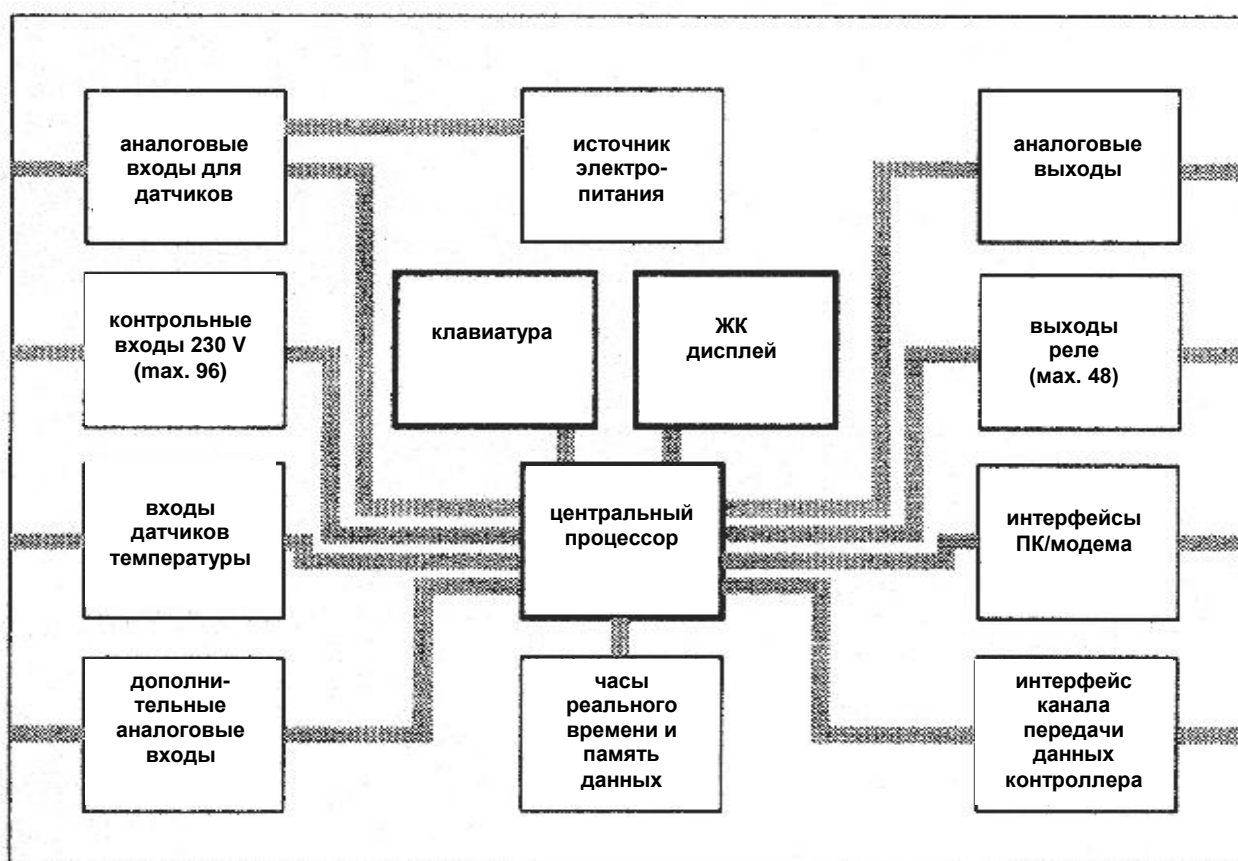 аналоговые
входы для
датчиков
источник
электро-
питания
аналоговые
выходы
контрольные
входы 230 V
(max. 96)
клавиатура
ЖК
дисплей
выходы
реле
(мах. 48)
входы
датчиков
температуры
центральный
процессор
интерфейсы
ПК/модема
дополни-
тельные
аналоговые
входы
часы
реального
времени и
память
данных
интерфейс
канала
передачи
данных
контроллера